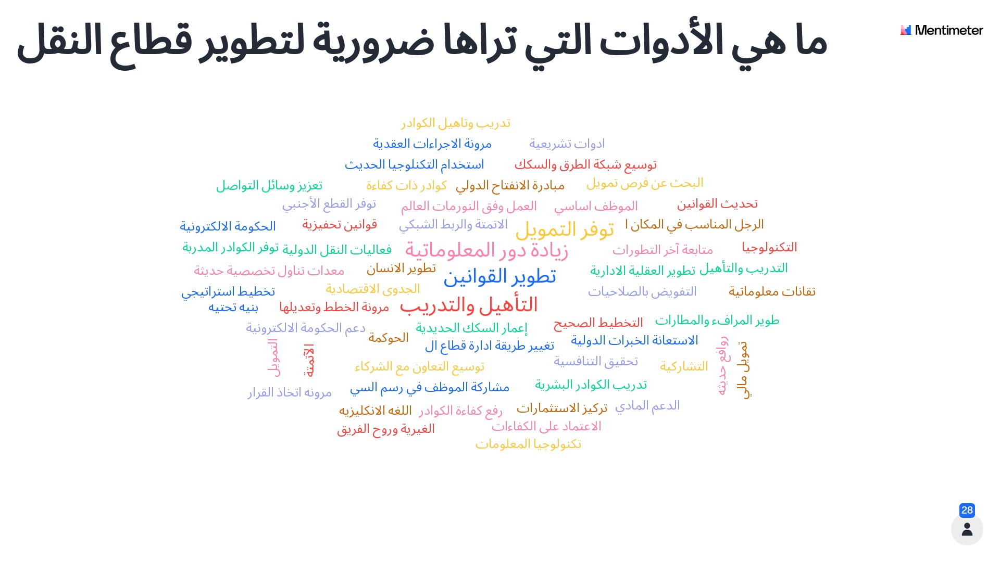 ما هي الأدوات التي تراها ضرورية لتطوير قطاع النقل
Mentimeter
تدريب وتاهيل الكوادر
ادوات تشريعية
مرونة الاجراءات العقدية
توسيع شبكة الطرق والسكك
استخدام التكنلوجيا الحديث
البحث عن فرص تمويل
مبادرة الانفتاح الدولي
كوادر ذات كفاءة
تعزيز وسائل التواصل
تحديث القوانين
الموظف اساسي
العمل وفق النورمات العالم
توفر القطع الأجنبي
الرجل المناسب في المكان ا
توفر التمويل
الاتمتة والربط الشبكي
قوانين تحفيزية
الحكومة الالكترونية
التكنولوجيا
متابعة آخر التطورات
زيادة دور المعلوماتية
فعاليات النقل الدولية
توفر الكوادر المدربة
التدريب والتأهيل
تطوير العقلية الادارية
تطوير القوانين
تطوير الانسان
معدات تناول تخصصية حديثة
تقانات معلوماتية
التفويض بالصلاحيات
الجدوى الاقتصادية
تخطيط استراتيجي
التأهيل والتدريب
مرونة الخطط وتعديلها
بنيه تحتيه
طوير المرافء والمطارات
التخطيط الصحيح
إعمار السكك الحديدية
دعم الحكومة الالكترونية
الحوكمة
الاستعانة الخبرات الدولية
تغيير طريقة ادارة قطاع ال
تمويل مالي
روافع حديثه
الآتمتة
التمويل
التشاركية
تحقيق التنافسية
توسيع التعاون مع الشركاء
تدريب الكوادر البشرية
مشاركة الموظف في رسم السي
مرونه اتخاذ القرار
الدعم المادي
تركيز الاستثمارات
رفع كفاءة الكوادر
اللغه الانكليزيه
الاعتماد على الكفاءات
الغيرية وروح الفريق
تكنولوجيا المعلومات
28